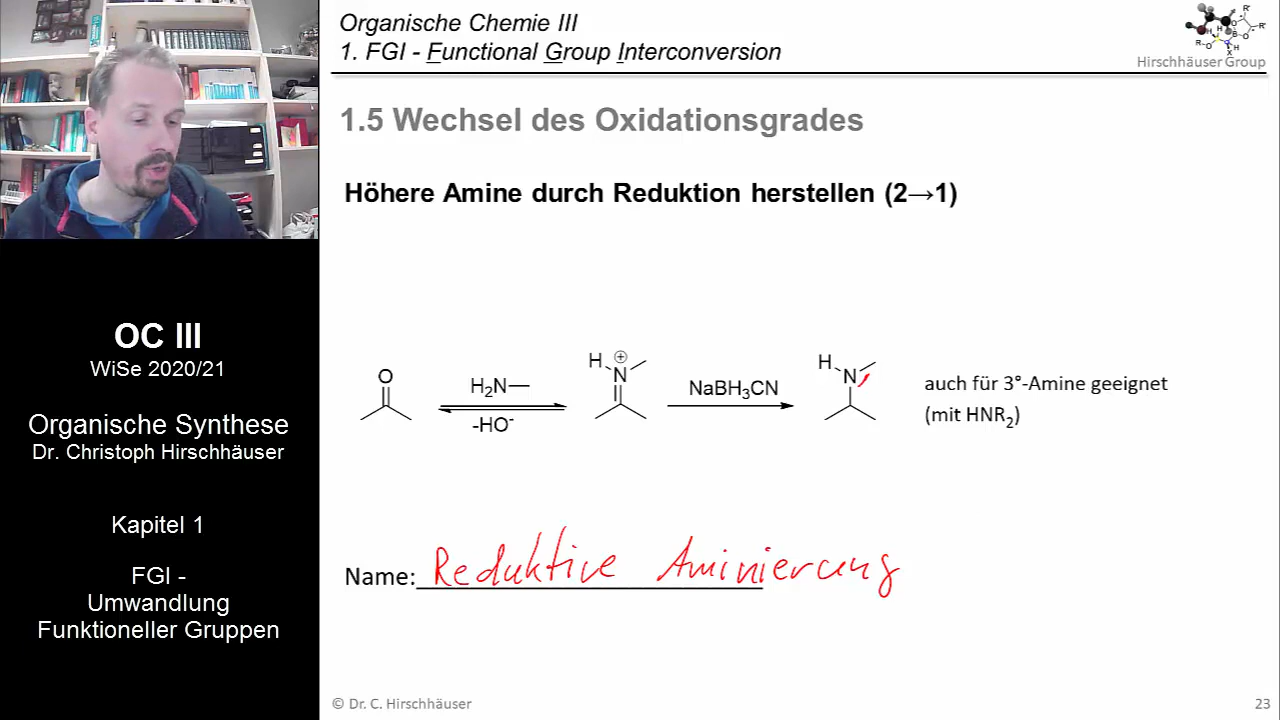 Organische Chemie III
1. FGI - Functional Group Interconversion
Hirschhäuser Group
1.5 Wechsel des Oxidationsgrades
Höhere Amine durch Reduktion herstellen (2→1)
OC III
WiSe 2020/21
Organische Synthese
Dr. Christoph Hirschhäuser
Kapitel 1
FGI -
Umwandlung
Funktioneller Gruppen
O
H₂N
-HO⁻
H N ⊕
NaBH₃CN
H N
auch für 3°-Amine geeignet
(mit HNR₂)
Name: Reduktive Aminierung
© Dr. C. Hirschhäuser
23